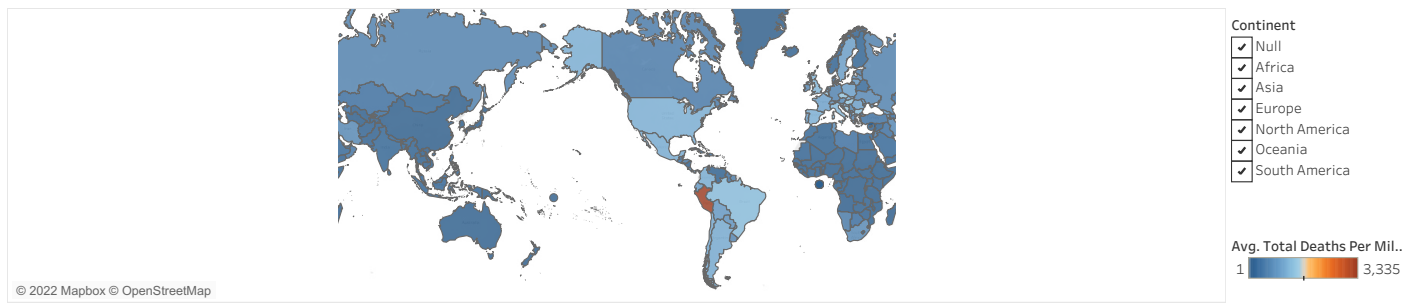 Continent
Null
Africa
Asia
Europe
North America
Oceania
South America
Avg. Total Deaths Per Mil..
1 3,335
© 2022 Mapbox © OpenStreetMap